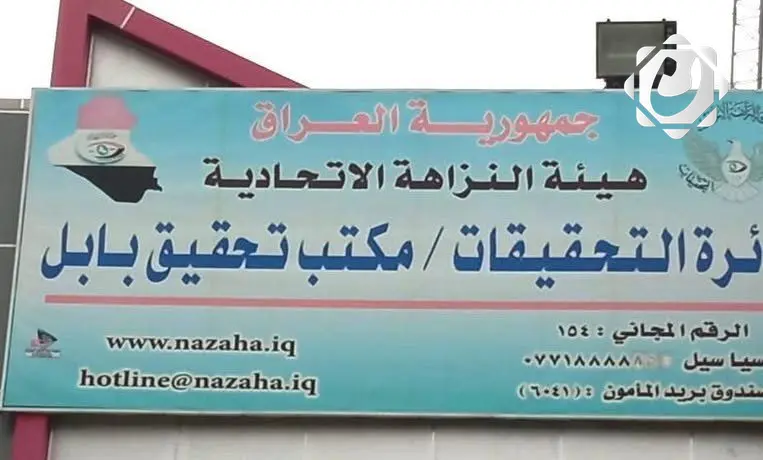 جمهورية العراق
هيئة النزاهة الاتحادية
ئرة التحقيقات / مكتب تحقيق بابل
الرقم المجاني : ١٥٤
سيا سيل ٠٧٧١٨٨٨٨
صندوق بريد المأمون : (٦٠٤١)
www.nazaha.iq
hotline@nazaha.iq